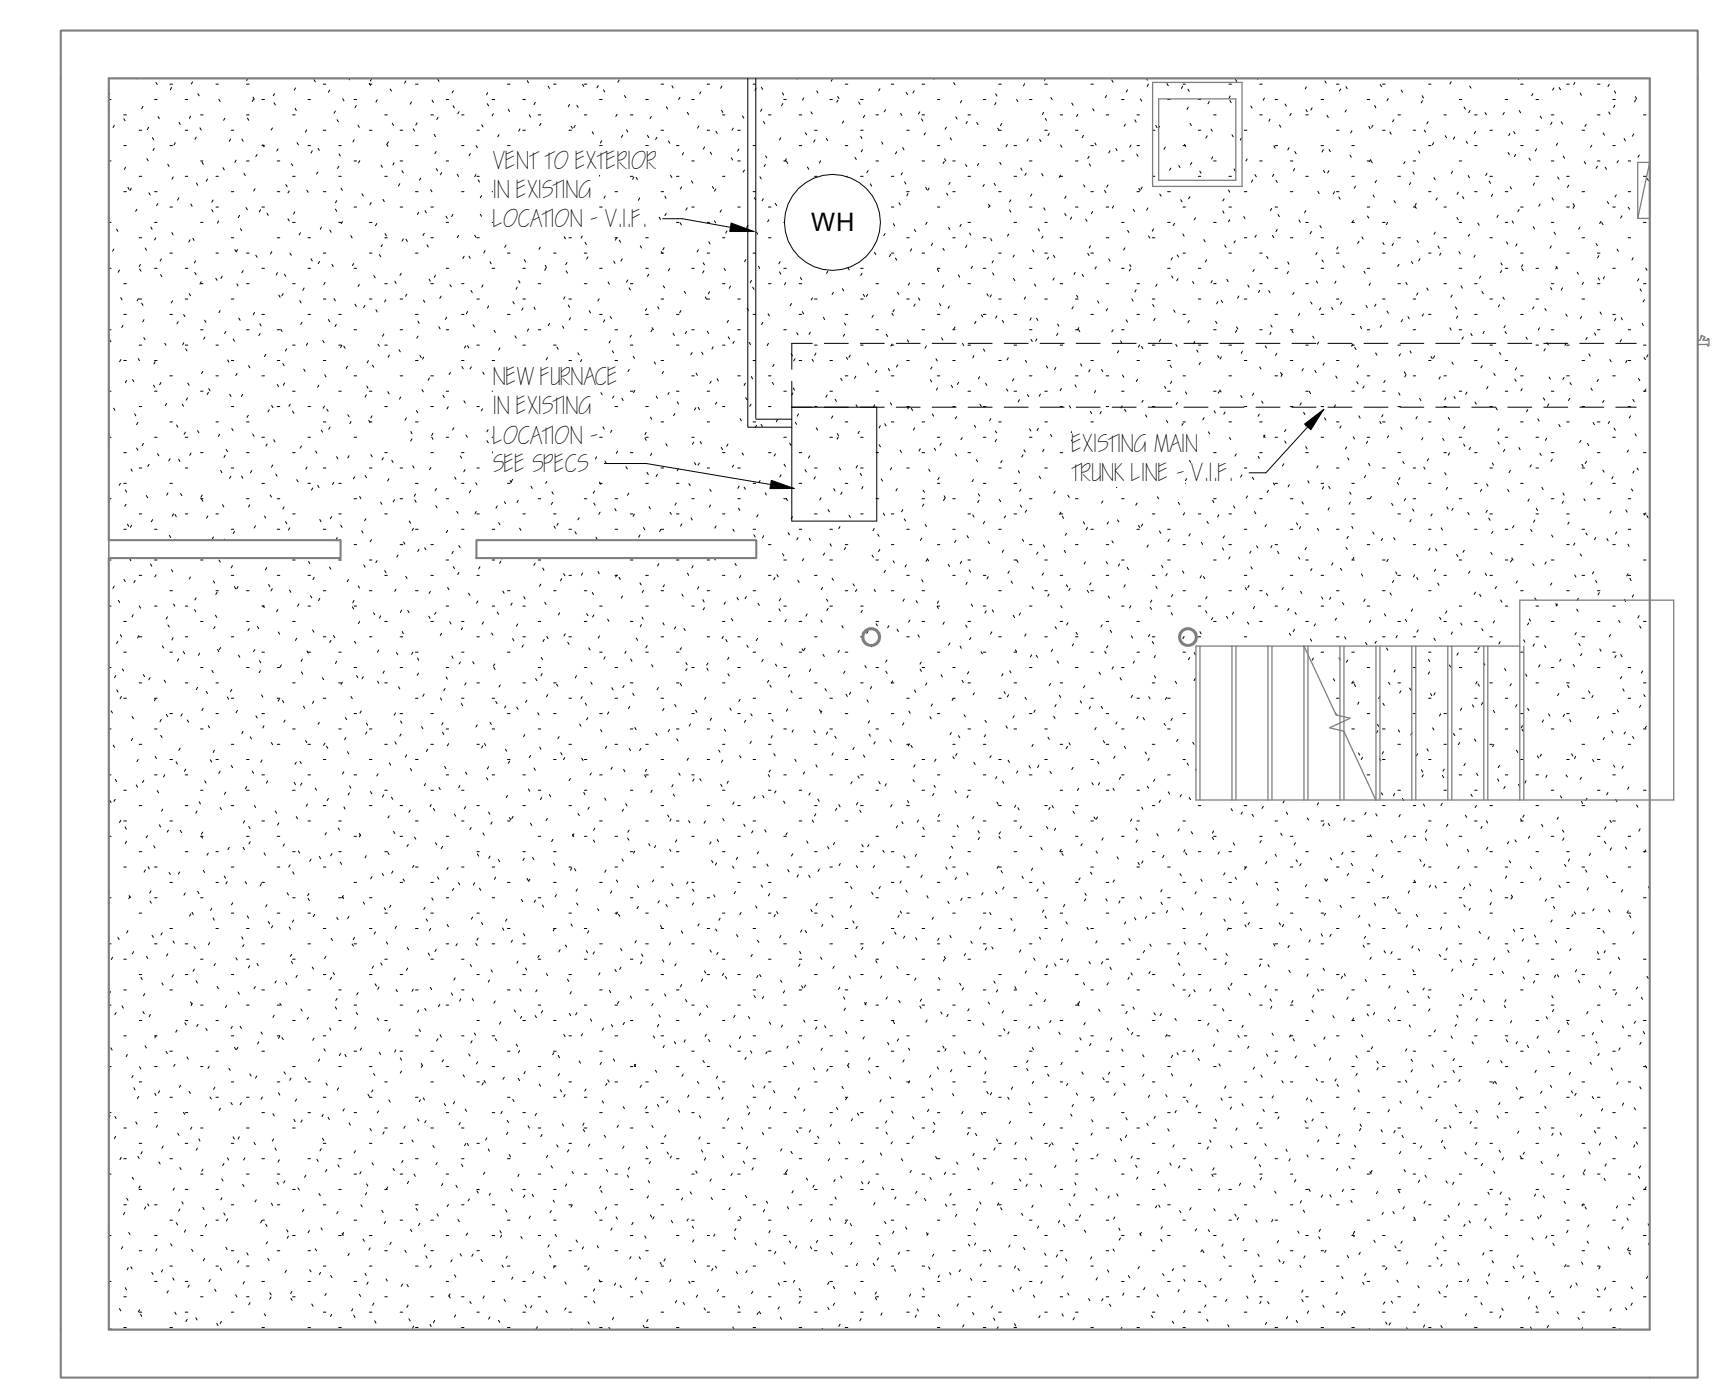 VENT TO EXTERIOR
IN EXISTING
LOCATION - V.I.F.
WH
NEW FURNACE
IN EXISTING
LOCATION -
SEE SPECS
EXISTING MAIN
TRUNK LINE - V.I.F.